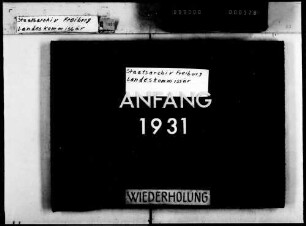 Staatsarchiv Freiburg
Landeskommissär
Staatsarchiv Freiburg
Landeskommissär
ANFANG
1931
WIEDERHOLUNG